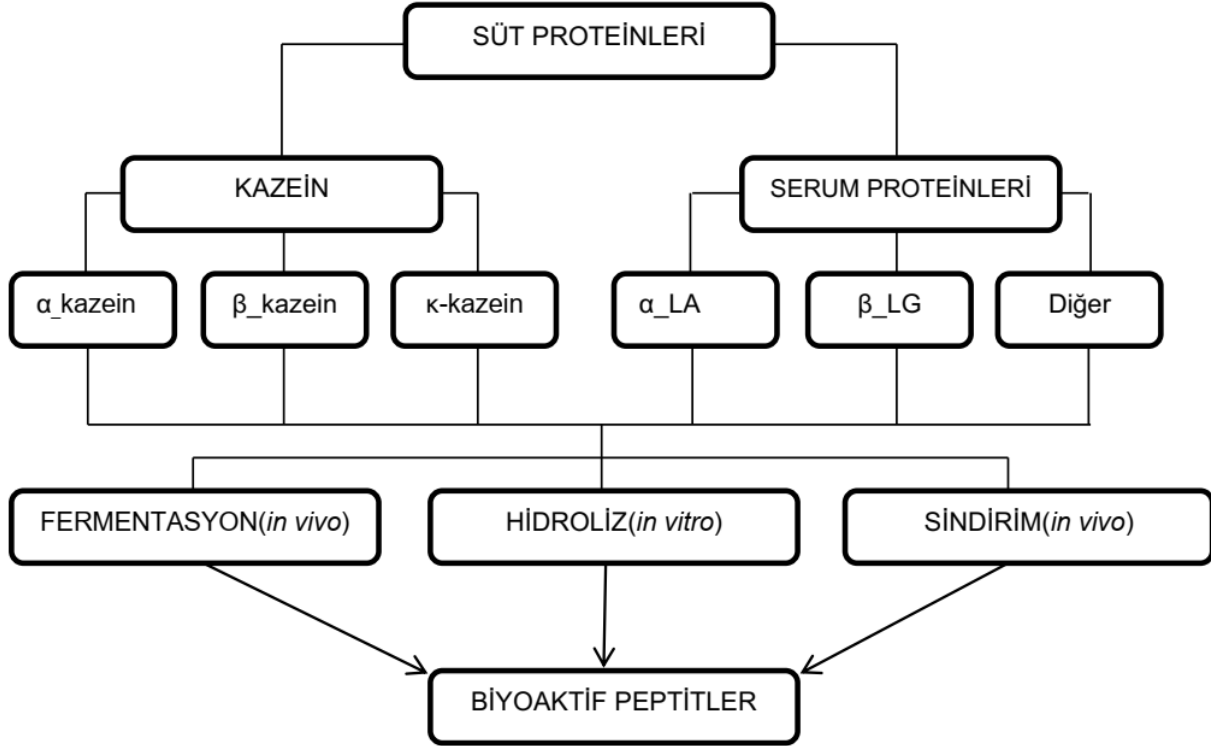 SÜT PROTEİNLERİ
KAZEİN
SERUM PROTEİNLERİ
α_kazein
β_kazein
κ-kazein
α_LA
β_LG
Diğer
FERMENTASYON(in vivo)
HİDROLİZ(in vitro)
SİNDİRİM(in vivo)
BİYOAKTİF PEPTİTLER